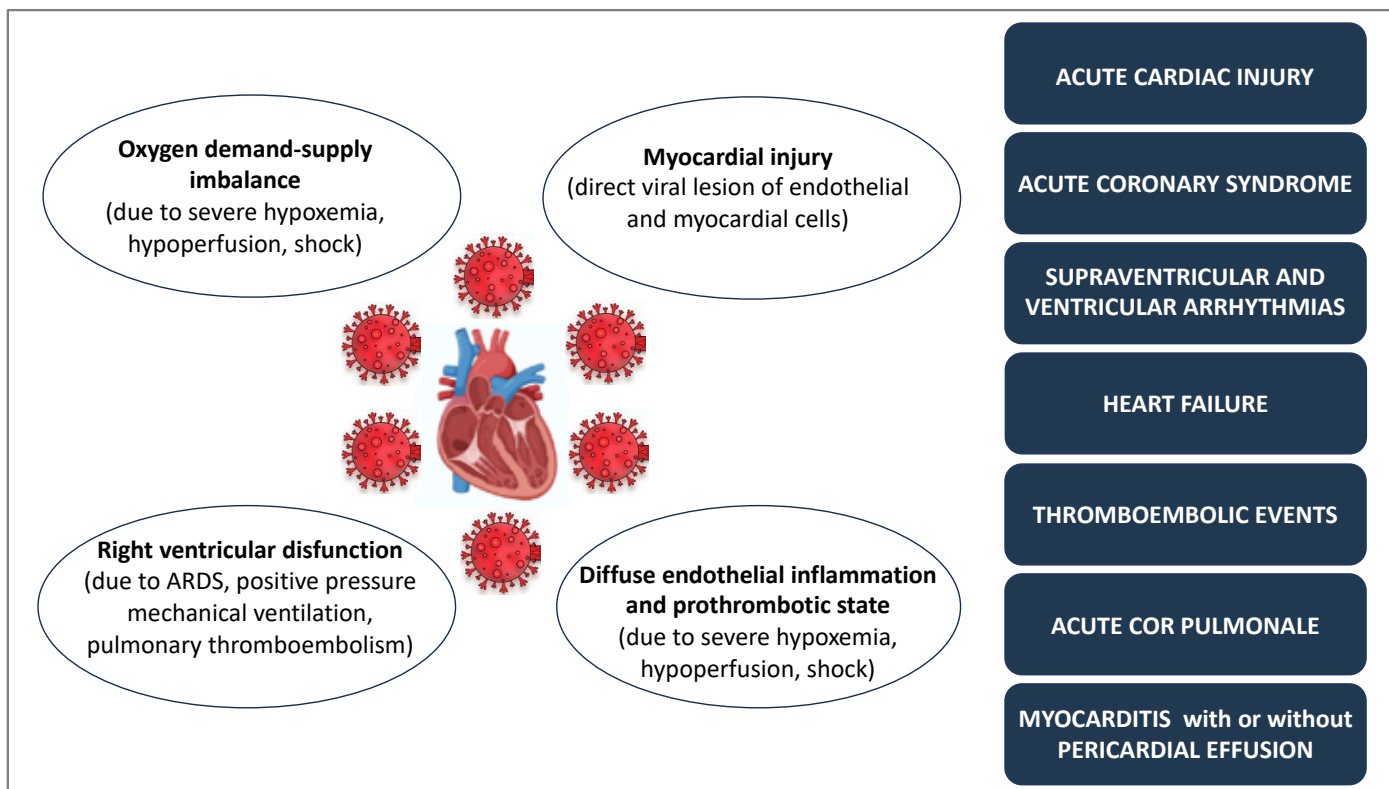 Oxygen demand-supply
imbalance
(due to severe hypoxemia,
hypoperfusion, shock)
Myocardial injury
(direct viral lesion of endothelial
and myocardial cells)
Right ventricular disfunction
(due to ARDS, positive pressure
mechanical ventilation,
pulmonary thromboembolism)
Diffuse endothelial inflammation
and prothrombotic state
(due to severe hypoxemia,
hypoperfusion, shock)
ACUTE CARDIAC INJURY
ACUTE CORONARY SYNDROME
SUPRAVENTRICULAR AND
VENTRICULAR ARRHYTHMIAS
HEART FAILURE
THROMBOEMBOLIC EVENTS
ACUTE COR PULMONALE
MYOCARDITIS with or without
PERICARDIAL EFFUSION